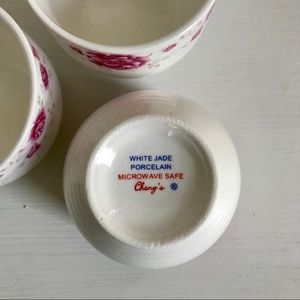 WHITE JADE
PORCELAIN
MICROWAVE SAFE
Cheng's ®